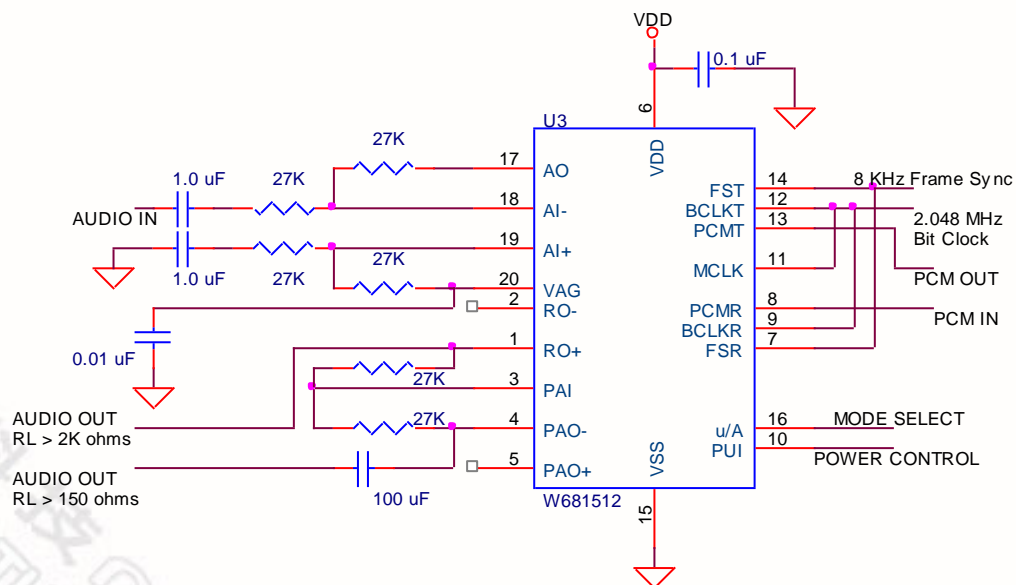 VDD
0.1 uF
6
U3
VDD
27K
17
AO
1.0 uF
27K
18
AI-
AUDIO IN
19
AI+
1.0 uF
27K
27K
20
VAG
2
RO-
0.01 uF
1
RO+
27K
3
PAI
AUDIO OUT
RL > 2K ohms
27K
4
PAO-
5
PAO+
AUDIO OUT
RL > 150 ohms
100 uF
14
FST
8 KHz Frame Sync
12
BCLKT
2.048 MHz
Bit Clock
13
PCMT
PCM OUT
11
MCLK
8
PCMR
PCM IN
9
BCLKR
7
FSR
16
u/A
MODE SELECT
10
PUI
POWER CONTROL
VSS
W681512
15